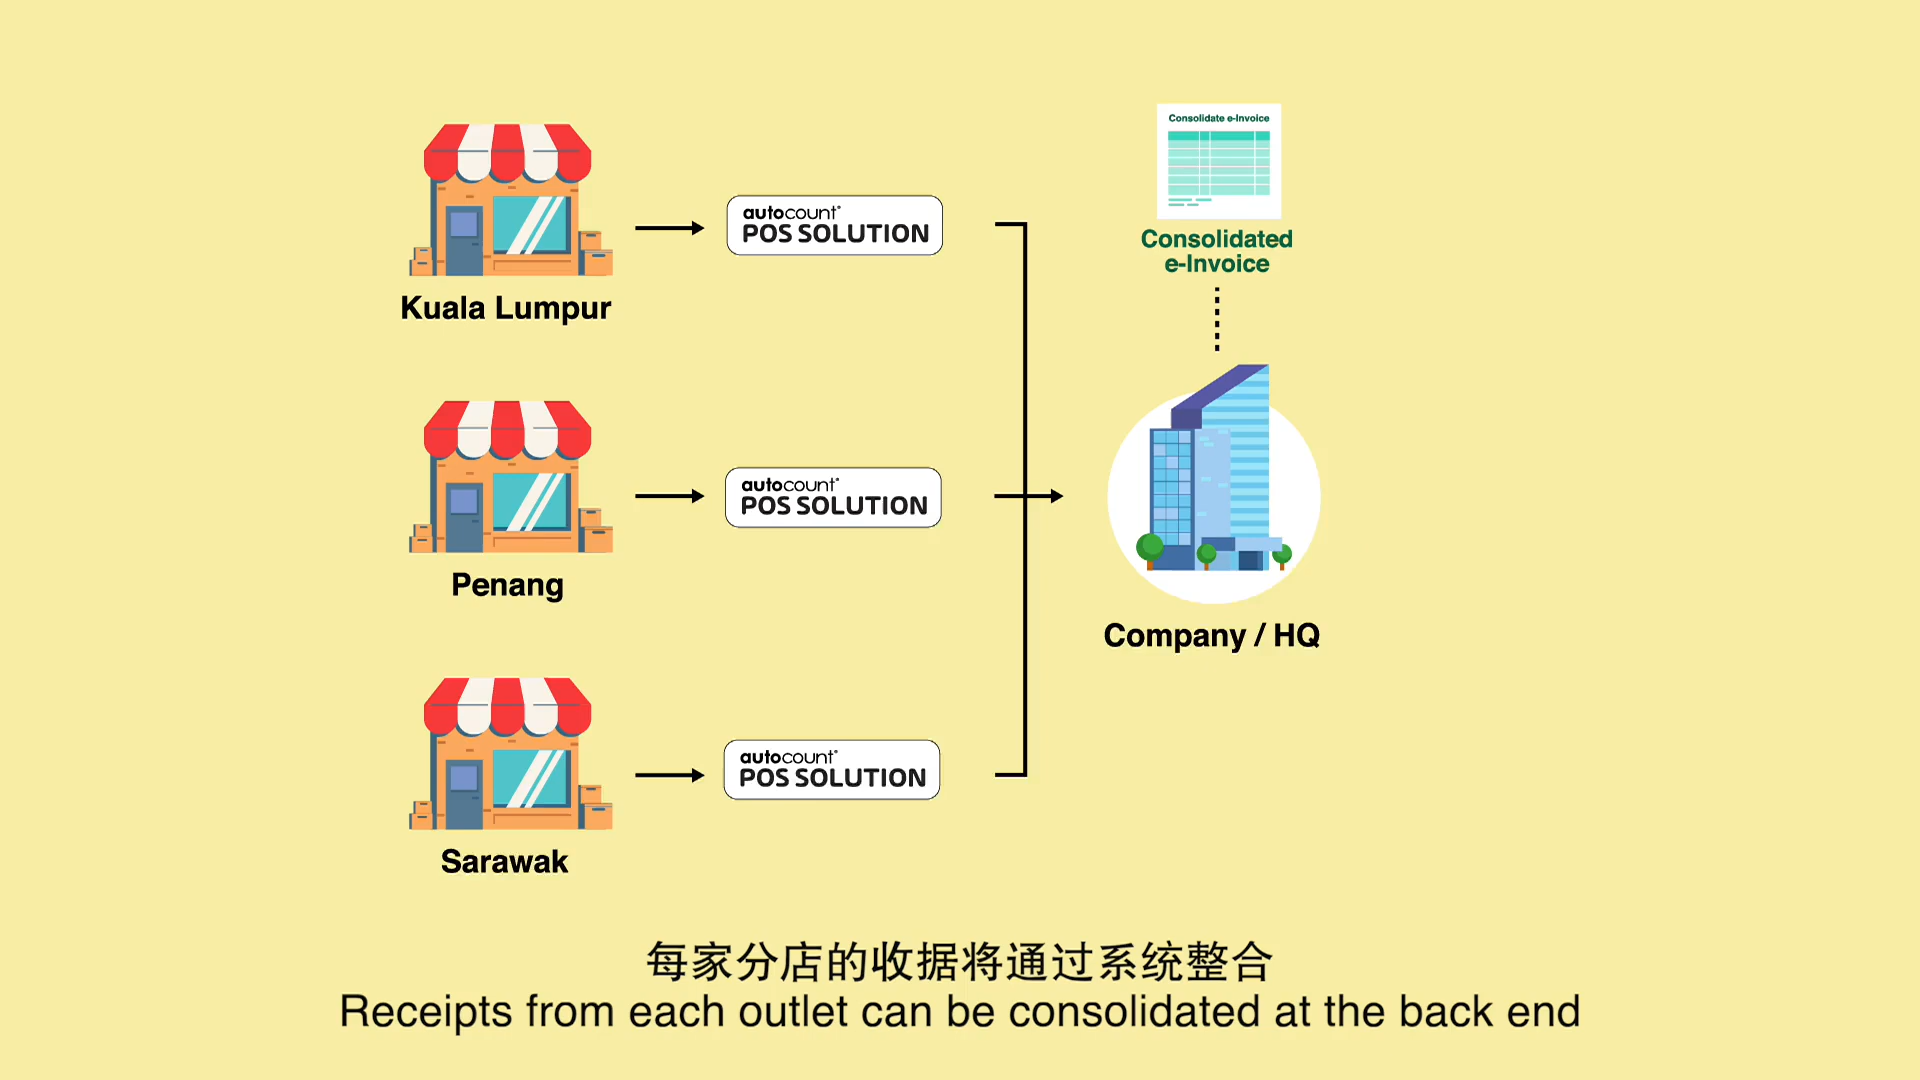 Consolidate e-Invoice
Consolidated
e-Invoice
autocount®
POS SOLUTION
Kuala Lumpur
autocount®
POS SOLUTION
Penang
Company / HQ
autocount®
POS SOLUTION
Sarawak
每家分店的收据将通过系统整合
Receipts from each outlet can be consolidated at the back end